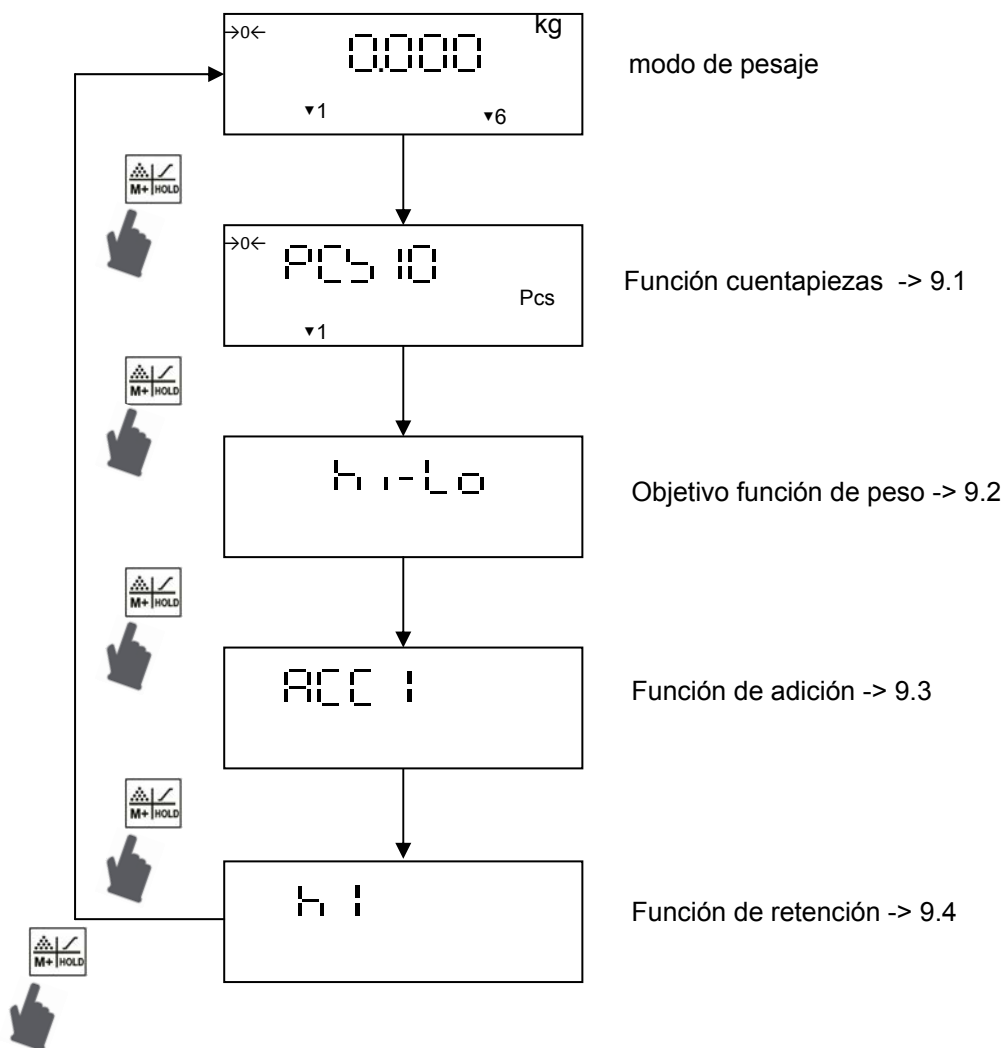 →0← kg
0.000
▼1 ▼6
modo de pesaje
M+ HOLD
→0← PCS 10
Pcs
▼1
Función cuentapiezas -> 9.1
M+ HOLD
hi-Lo
Objetivo función de peso -> 9.2
M+ HOLD
ACC 1
Función de adición -> 9.3
M+ HOLD
h 1
Función de retención -> 9.4
M+ HOLD